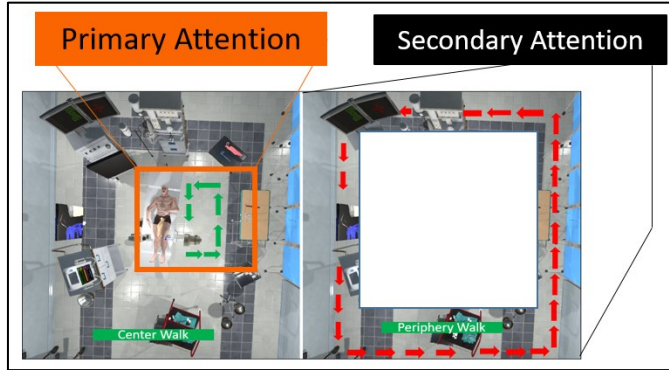 Primary Attention
Secondary Attention
Center Walk
Periphery Walk